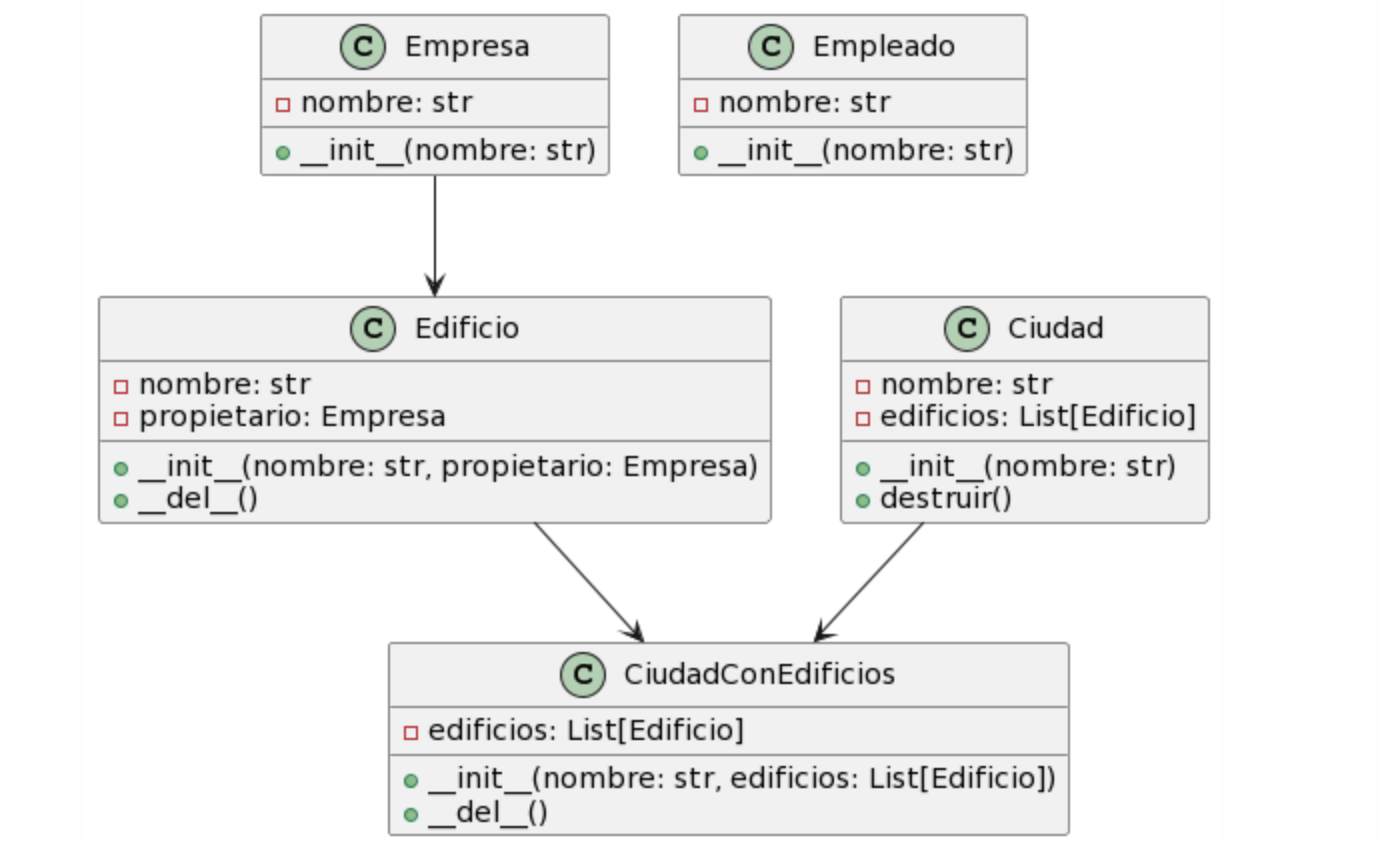 C Empresa
nombre: str
__init__(nombre: str)
C Empleado
nombre: str
__init__(nombre: str)
C Edificio
nombre: str
propietario: Empresa
__init__(nombre: str, propietario: Empresa)
__del__()
C Ciudad
nombre: str
edificios: List[Edificio]
__init__(nombre: str)
destruir()
C CiudadConEdificios
edificios: List[Edificio]
__init__(nombre: str, edificios: List[Edificio])
__del__()